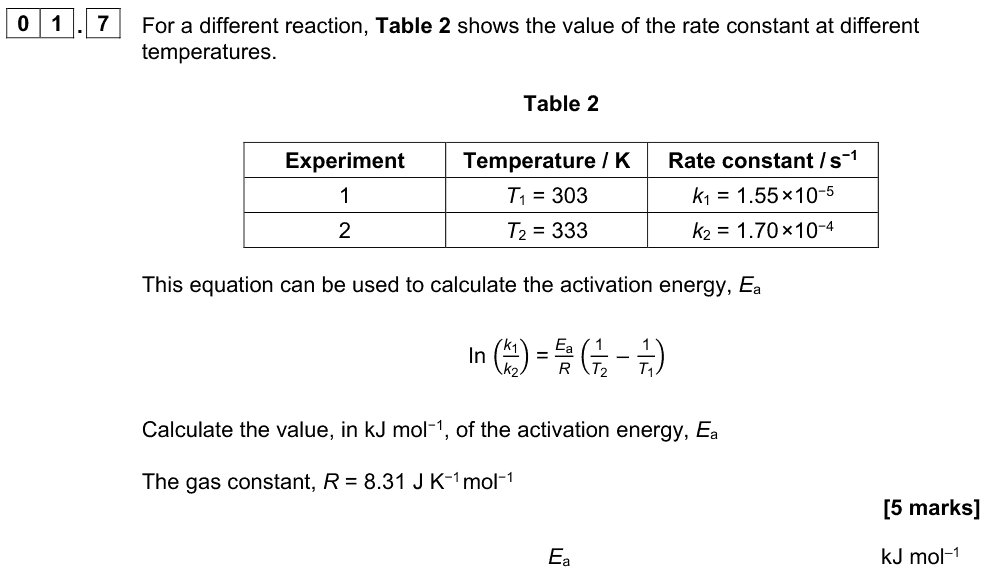 0 1 . 7 For a different reaction, Table 2 shows the value of the rate constant at different
temperatures.
Table 2
Experiment Temperature / K Rate constant / s⁻¹
1 T₁ = 303 k₁ = 1.55×10⁻⁵
2 T₂ = 333 k₂ = 1.70×10⁻⁴
This equation can be used to calculate the activation energy, Eₐ
ln (k₁/k₂) = Eₐ/R (1/T₂ − 1/T₁)
Calculate the value, in kJ mol⁻¹, of the activation energy, Eₐ
The gas constant, R = 8.31 J K⁻¹ mol⁻¹
[5 marks]
Eₐ kJ mol⁻¹